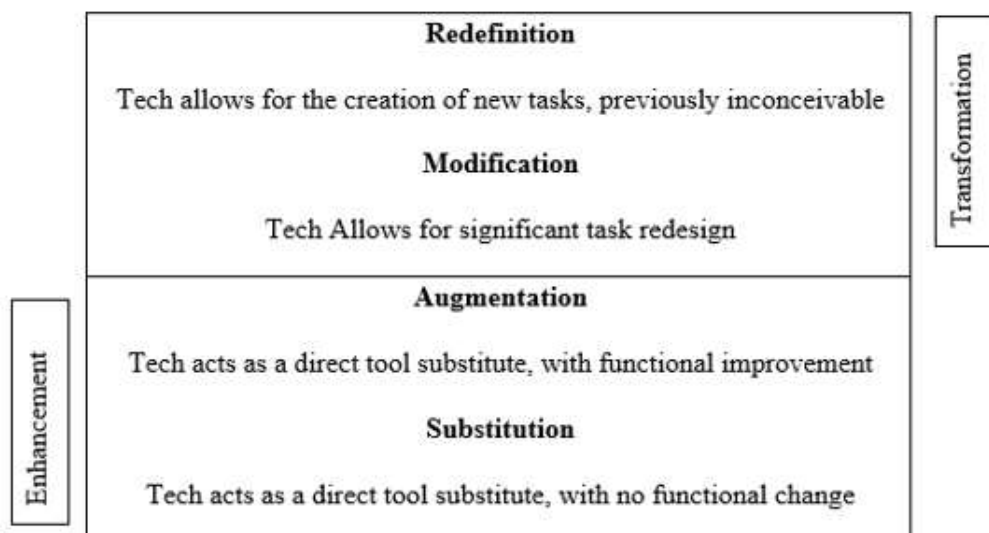 Redefinition
Tech allows for the creation of new tasks, previously inconceivable
Modification
Tech Allows for significant task redesign
Transformation
Augmentation
Tech acts as a direct tool substitute, with functional improvement
Substitution
Tech acts as a direct tool substitute, with no functional change
Enhancement